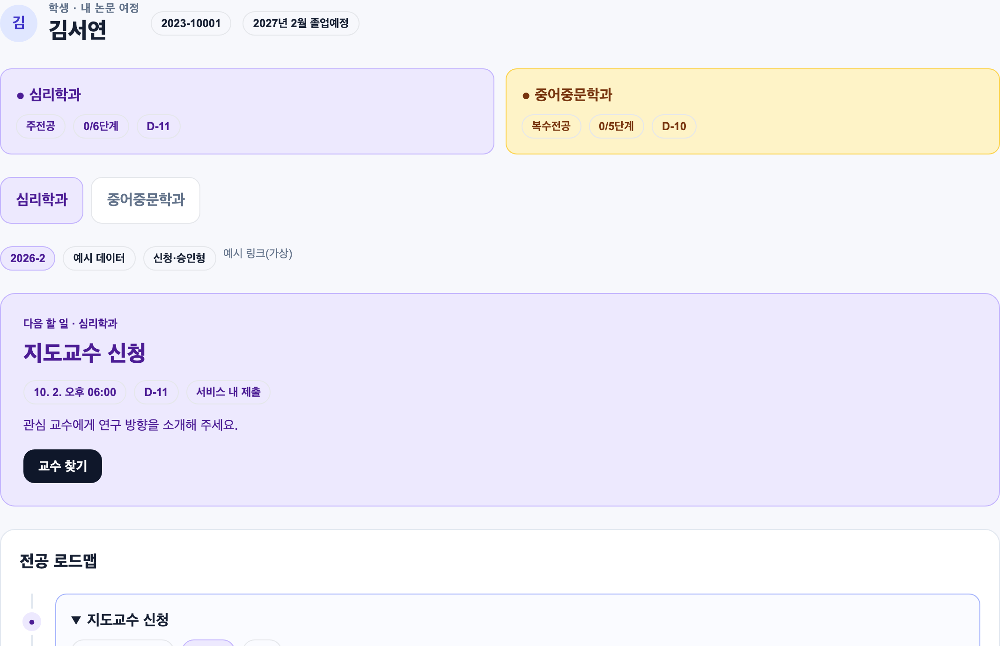 김
학생 · 내 논문 여정
김서연
2023-10001
2027년 2월 졸업예정
심리학과
주전공
0/6단계
D-11
중어중문학과
복수전공
0/5단계
D-10
심리학과
중어중문학과
2026-2
예시 데이터
신청·승인형
예시 링크(가상)
다음 할 일 · 심리학과
지도교수 신청
10. 2. 오후 06:00
D-11
서비스 내 제출
관심 교수에게 연구 방향을 소개해 주세요.
교수 찾기
전공 로드맵
▼ 지도교수 신청